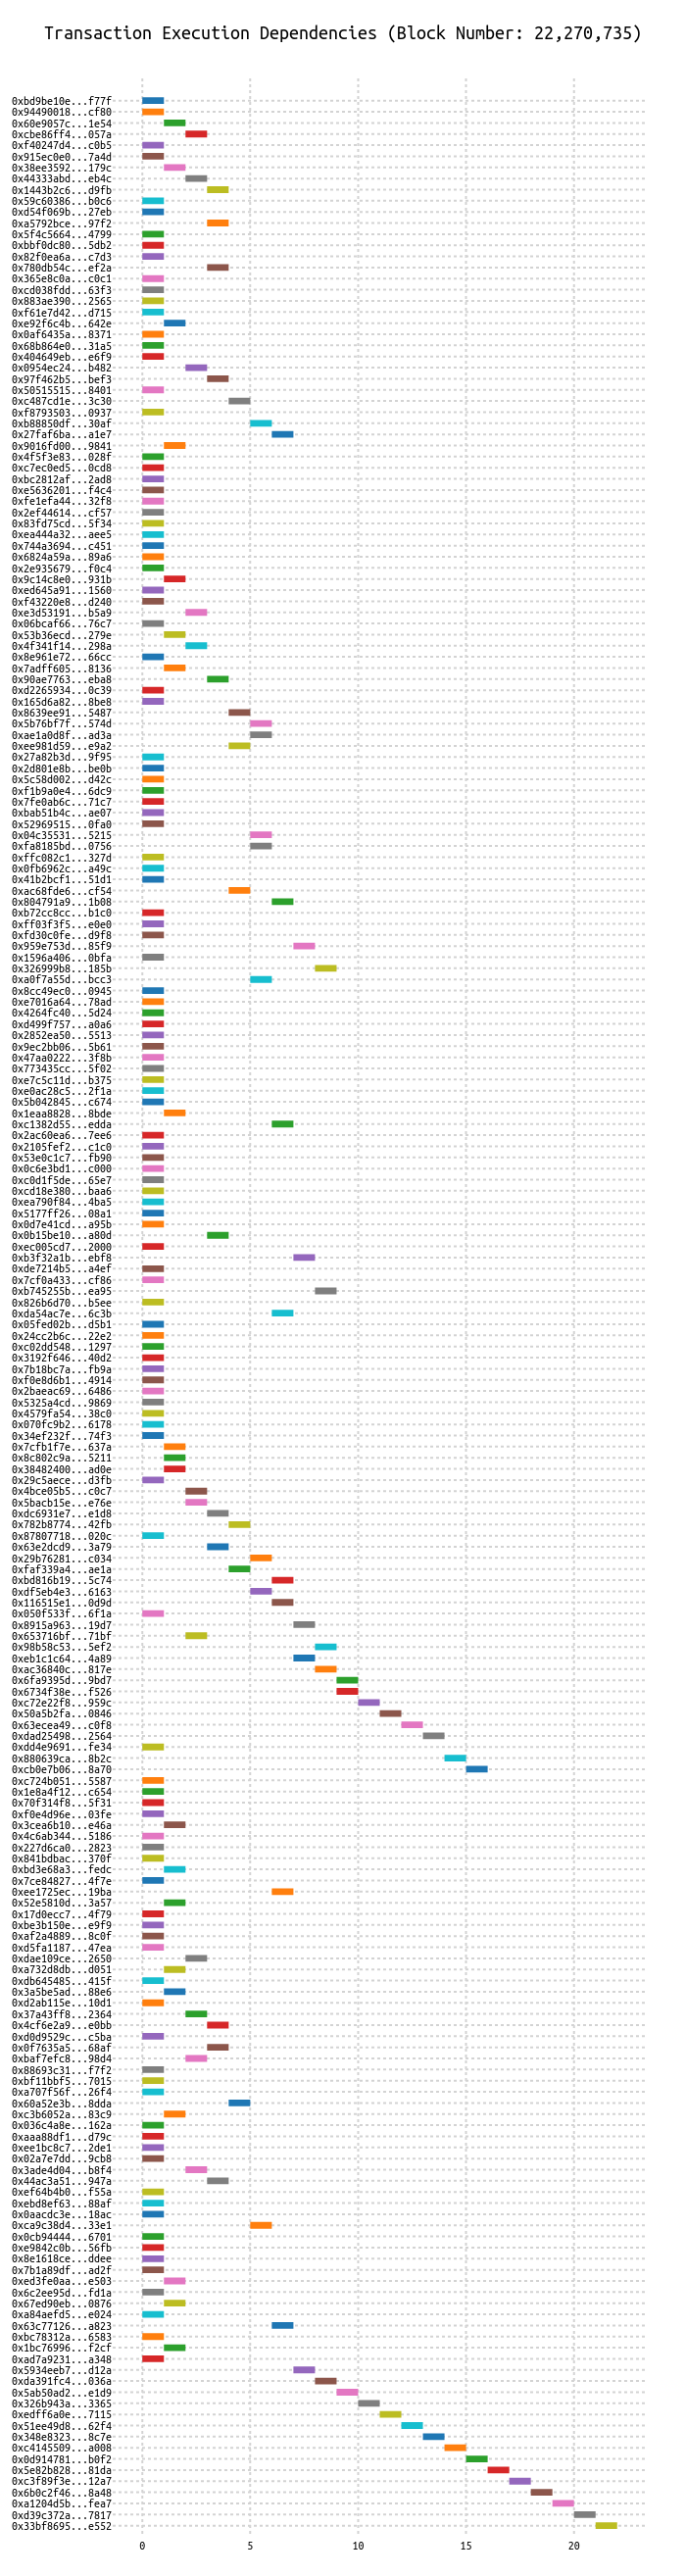 Transaction Execution Dependencies (Block Number: 22,270,735)
0xbd9be10e...f77f
0x94490018...cf80
0x60e9057c...1e54
0xcbe86ff4...057a
0xf40247d4...c0b5
0x915ec0e0...7a4d
0x38ee3592...179c
0x44333abd...eb4c
0x1443b2c6...d9fb
0x59c60386...b0c6
0xd54f069b...27eb
0xa5792bce...97f2
0x5f4c5664...4799
0xbbf0dc80...5db2
0x82f0ea6a...c7d3
0x780db54c...ef2a
0x365e8c0a...c0c1
0xcd038fdd...63f3
0x883ae390...2565
0xf61e7d42...d715
0xe92f6c4b...642e
0x0af6435a...8371
0x68b864e0...31a5
0x404649eb...e6f9
0x0954ec24...b482
0x97f462b5...bef3
0x50515515...8401
0xc487cd1e...3c30
0xf8793503...0937
0xb88850df...30af
0x27faf6ba...a1e7
0x9016fd00...9841
0x4f5f3e83...028f
0xc7ec0ed5...0cd8
0xbc2812af...2ad8
0xe5636201...f4c4
0xfe1efa44...32f8
0x2ef44614...cf57
0x83fd75cd...5f34
0xea444a32...aee5
0x744a3694...c451
0x6824a59a...89a6
0x2e935679...f0c4
0x9c14c8e0...931b
0xed645a91...1560
0xf43220e8...d240
0xe3d53191...b5a9
0x06bcaf66...76c7
0x53b36ecd...279e
0x4f341f14...298a
0x8e961e72...66cc
0x7adff605...8136
0x90ae7763...eba8
0xd2265934...0c39
0x165d6a82...8be8
0x8639ee91...5487
0x5b76bf7f...574d
0xae1a0d8f...ad3a
0xee981d59...e9a2
0x27a82b3d...9f95
0x2d801e8b...be0b
0x5c58d002...d42c
0xf1b9a0e4...6dc9
0x7fe0ab6c...71c7
0xbab51b4c...ae07
0x52969515...0fa0
0x04c35531...5215
0xfa8185bd...0756
0xffc082c1...327d
0x0fb6962c...a49c
0x41b2bcf1...51d1
0xac68fde6...cf54
0x804791a9...1b08
0xb72cc8cc...b1c0
0xff03f3f5...e0e0
0xfd30c0fe...d9f8
0x959e753d...85f9
0x1596a406...0bfa
0x326999b8...185b
0xa0f7a55d...bcc3
0x8cc49ec0...0945
0xe7016a64...78ad
0x4264fc40...5d24
0xd499f757...a0a6
0x2852ea50...5513
0x9ec2bb06...5b61
0x47aa0222...3f8b
0x773435cc...5f02
0xe7c5c11d...b375
0xe0ac28c5...2f1a
0x5b042845...c674
0x1eaa8828...8bde
0xc1382d55...edda
0x2ac60ea6...7ee6
0x2105fef2...c1c0
0x53e0c1c7...fb90
0x0c6e3bd1...c000
0xc0d1f5de...65e7
0xcd18e380...baa6
0xea790f84...4ba5
0x5177ff26...08a1
0x0d7e41cd...a95b
0x0b15be10...a80d
0xec005cd7...2000
0xb3f32a1b...ebf8
0xde7214b5...a4ef
0x7cf0a433...cf86
0xb745255b...ea95
0x826b6d70...b5ee
0xda54ac7e...6c3b
0x05fed02b...d5b1
0x24cc2b6c...22e2
0xc02dd548...1297
0x3192f646...40d2
0x7b18bc7a...fb9a
0xf0e8d6b1...4914
0x2baeac69...6486
0x5325a4cd...9869
0x4579fa54...38c0
0x070fc9b2...6178
0x34ef232f...74f3
0x7cfb1f7e...637a
0x8c802c9a...5211
0x38482400...ad0e
0x29c5aece...d3fb
0x4bce05b5...c0c7
0x5bacb15e...e76e
0xdc6931e7...e1d8
0x782b8774...42fb
0x87807718...020c
0x63e2dcd9...3a79
0x29b76281...c034
0xfaf339a4...ae1a
0xbd816b19...5c74
0xdf5eb4e3...6163
0x116515e1...0d9d
0x050f533f...6f1a
0x8915a963...19d7
0x653716bf...71bf
0x98b58c53...5ef2
0xeb1c1c64...4a89
0xac36840c...817e
0x6fa9395d...9bd7
0x6734f38e...f526
0xc72e22f8...959c
0x50a5b2fa...0846
0x63ecea49...c0f8
0xdad25498...2564
0xdd4e9691...fe34
0x880639ca...8b2c
0xcb0e7b06...8a70
0xc724b051...5587
0x1e8a4f12...c654
0x70f314f8...5f31
0xf0e4d96e...03fe
0x3cea6b10...e46a
0x4c6ab344...5186
0x227d6ca0...2823
0x841bdbac...370f
0xbd3e68a3...fedc
0x7ce84827...4f7e
0xee1725ec...19ba
0x52e5810d...3a57
0x17d0ecc7...4f79
0xbe3b150e...e9f9
0xaf2a4889...8c0f
0xd5fa1187...47ea
0xdae109ce...2650
0xa732d8db...d051
0xdb645485...415f
0x3a5be5ad...88e6
0xd2ab115e...10d1
0x37a43ff8...2364
0x4cf6e2a9...e0bb
0xd0d9529c...c5ba
0x0f7635a5...68af
0xbaf7efc8...98d4
0x88693c31...f7f2
0xbf11bbf5...7015
0xa707f56f...26f4
0x60a52e3b...8dda
0xc3b6052a...83c9
0x036c4a8e...162a
0xaaa88df1...d79c
0xee1bc8c7...2de1
0x02a7e7dd...9cb8
0x3ade4d04...b8f4
0x44ac3a51...947a
0xef64b4b0...f55a
0xebd8ef63...88af
0x0aacdc3e...18ac
0xca9c38d4...33e1
0x0cb94444...6701
0xe9842c0b...56fb
0x8e1618ce...ddee
0x7b1a89df...ad2f
0xed3fe0aa...e503
0x6c2ee95d...fd1a
0x67ed90eb...0876
0xa84aefd5...e024
0x63c77126...a823
0xbc78312a...6583
0x1bc76996...f2cf
0xad7a9231...a348
0x5934eeb7...d12a
0xda391fc4...036a
0x5ab50ad2...e1d9
0x326b943a...3365
0xedff6a0e...7115
0x51ee49d8...62f4
0x348e8323...8c7e
0xc4145509...a008
0x0d914781...b0f2
0x5e82b828...81da
0xc3f89f3e...12a7
0x6b0c2f46...8a48
0xa1204d5b...fea7
0xd39c372a...7817
0x33bf8695...e552
0 5 10 15 20